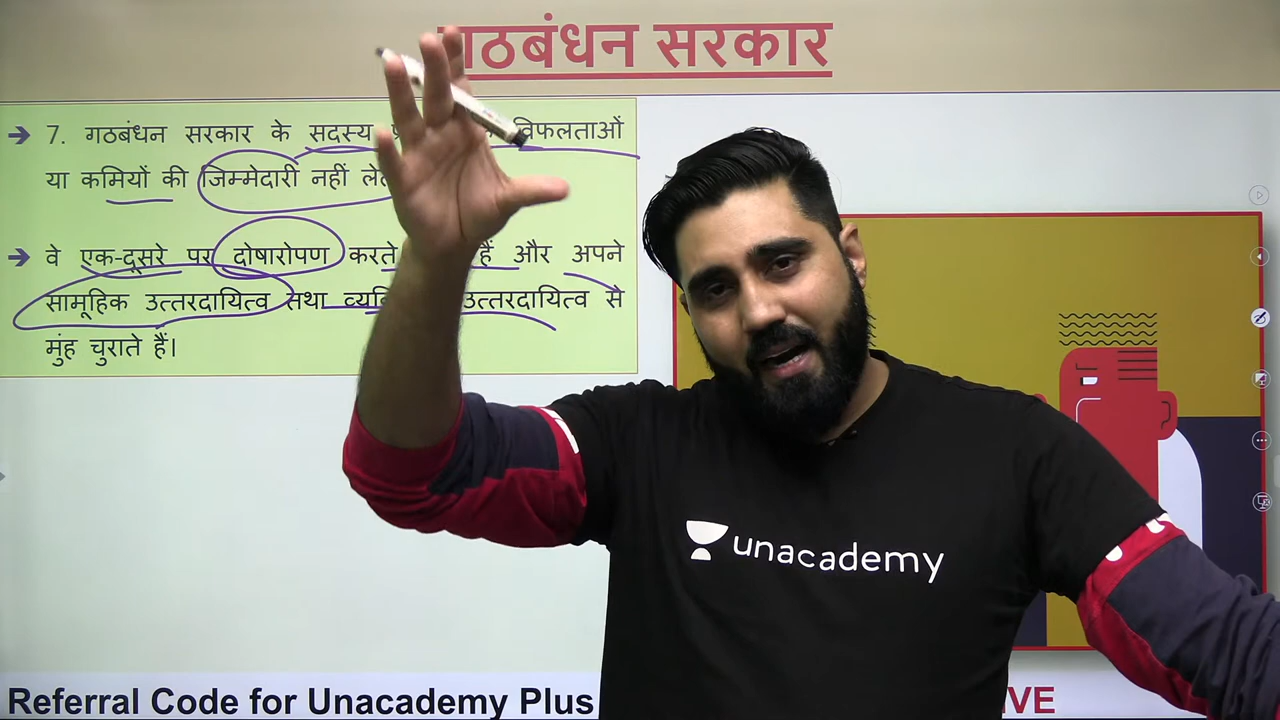 गठबंधन सरकार
7. गठबंधन सरकार के सदस्य विफलताओं
या कमियों की जिम्मेदारी नहीं
वे एक-दूसरे पर दोषारोपण करते हैं और अपने
सामूहिक उत्तरदायित्व तथा उत्तरदायित्व से
मुंह चुराते हैं।
unacademy
Referral Code for Unacademy Plus